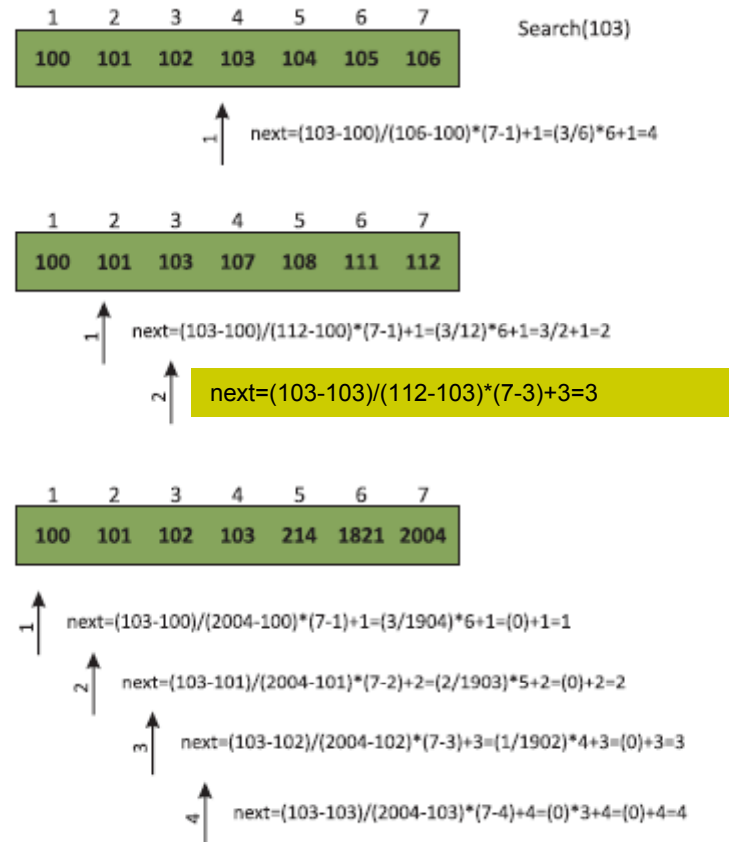 1 2 3 4 5 6 7
Search(103)
100 101 102 103 104 105 106
1
next=(103-100)/(106-100)*(7-1)+1=(3/6)*6+1=4
1 2 3 4 5 6 7
100 101 103 107 108 111 112
1
next=(103-100)/(112-100)*(7-1)+1=(3/12)*6+1=3/2+1=2
2
next=(103-103)/(112-103)*(7-3)+3=3
1 2 3 4 5 6 7
100 101 102 103 214 1821 2004
1
next=(103-100)/(2004-100)*(7-1)+1=(3/1904)*6+1=(0)+1=1
2
next=(103-101)/(2004-101)*(7-2)+2=(2/1903)*5+2=(0)+2=2
3
next=(103-102)/(2004-102)*(7-3)+3=(1/1902)*4+3=(0)+3=3
4
next=(103-103)/(2004-103)*(7-4)+4=(0)*3+4=(0)+4=4